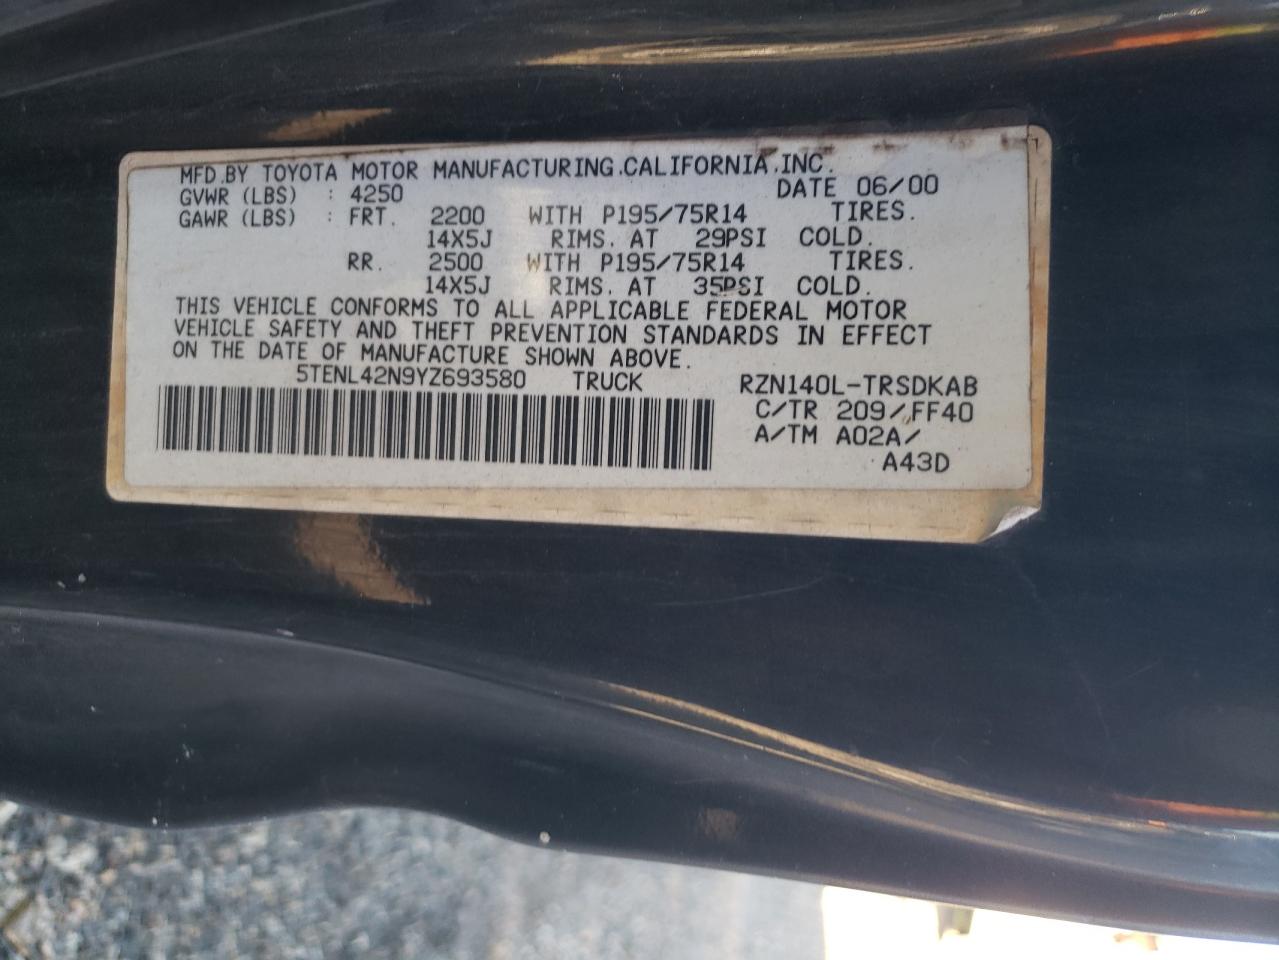 MFD.BY TOYOTA MOTOR MANUFACTURING.CALIFORNIA.INC.
GVWR (LBS) : 4250 DATE 06/00
GAWR (LBS) : FRT. 2200 WITH P195/75R14 TIRES.
14X5J RIMS. AT 29PSI COLD.
RR. 2500 WITH P195/75R14 TIRES.
14X5J RIMS. AT 35PSI COLD.
THIS VEHICLE CONFORMS TO ALL APPLICABLE FEDERAL MOTOR
VEHICLE SAFETY AND THEFT PREVENTION STANDARDS IN EFFECT
ON THE DATE OF MANUFACTURE SHOWN ABOVE.
5TENL42N9YZ693580 TRUCK RZN140L-TRSDKAB
C/TR 209/FF40
A/TM A02A/
A43D